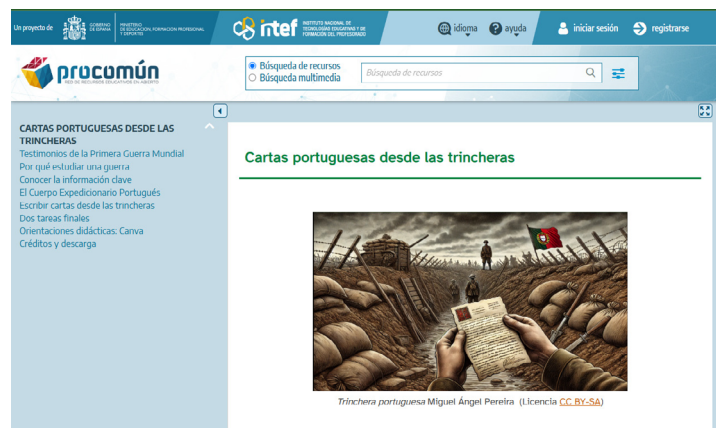 Un proyecto de
GOBIERNO
DE ESPAÑA
MINISTERIO
DE EDUCACIÓN, FORMACIÓN PROFESIONAL
Y DEPORTES
intef
INSTITUTO NACIONAL DE
TECNOLOGÍAS EDUCATIVAS Y DE
FORMACIÓN DEL PROFESORADO
idioma
ayuda
iniciar sesión
registrarse
procomún
RED DE RECURSOS EDUCATIVOS EN ABIERTO
Búsqueda de recursos
Búsqueda multimedia
Búsqueda de recursos
CARTAS PORTUGUESAS DESDE LAS
TRINCHERAS
Testimonios de la Primera Guerra Mundial
Por qué estudiar una guerra
Conocer la información clave
El Cuerpo Expedicionario Portugués
Escribir cartas desde las trincheras
Dos tareas finales
Orientaciones didácticas: Canva
Créditos y descarga
Cartas portuguesas desde las trincheras
Trinchera portuguesa Miguel Ángel Pereira (Licencia CC BY-SA)